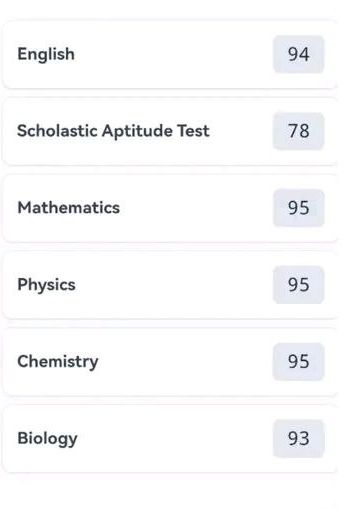 English 94
Scholastic Aptitude Test 78
Mathematics 95
Physics 95
Chemistry 95
Biology 93